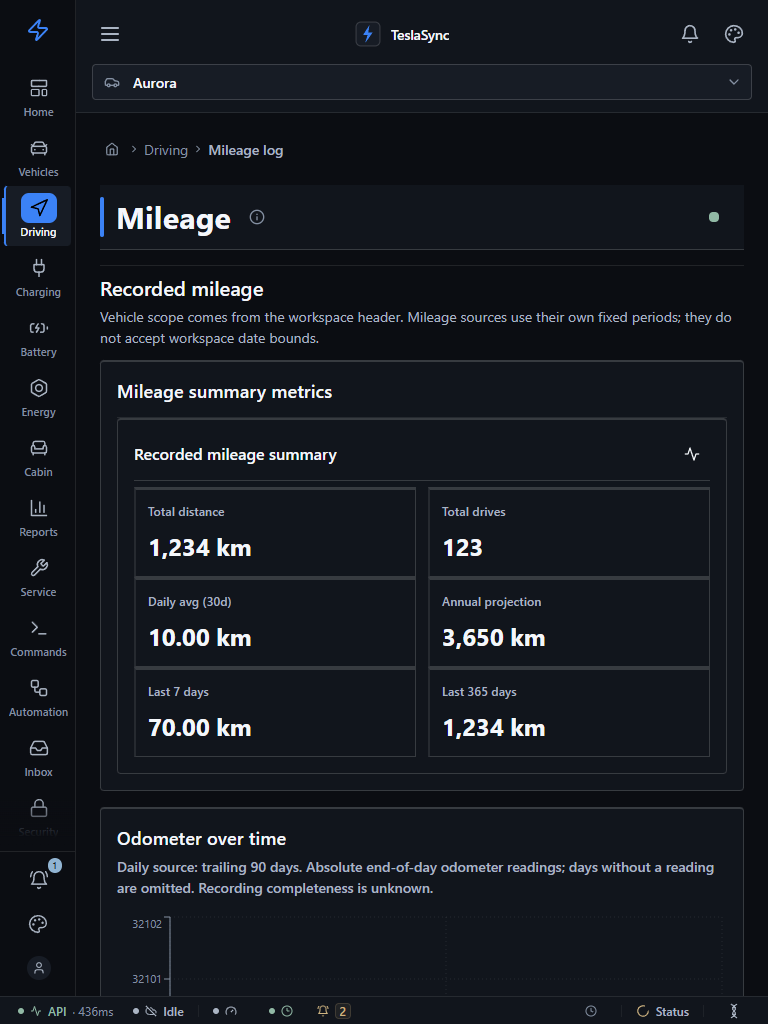 TeslaSync
Aurora
Home
Vehicles
Driving
Charging
Battery
Energy
Cabin
Reports
Service
Commands
Automation
Inbox
Security
1
Driving
Mileage log
Mileage
Recorded mileage
Vehicle scope comes from the workspace header. Mileage sources use their own fixed periods; they do
not accept workspace date bounds.
Mileage summary metrics
Recorded mileage summary
Total distance
1,234 km
Total drives
123
Daily avg (30d)
10.00 km
Annual projection
3,650 km
Last 7 days
70.00 km
Last 365 days
1,234 km
Odometer over time
Daily source: trailing 90 days. Absolute end-of-day odometer readings; days without a reading
are omitted. Recording completeness is unknown.
32102
32101
API · 436ms
Idle
2
Status